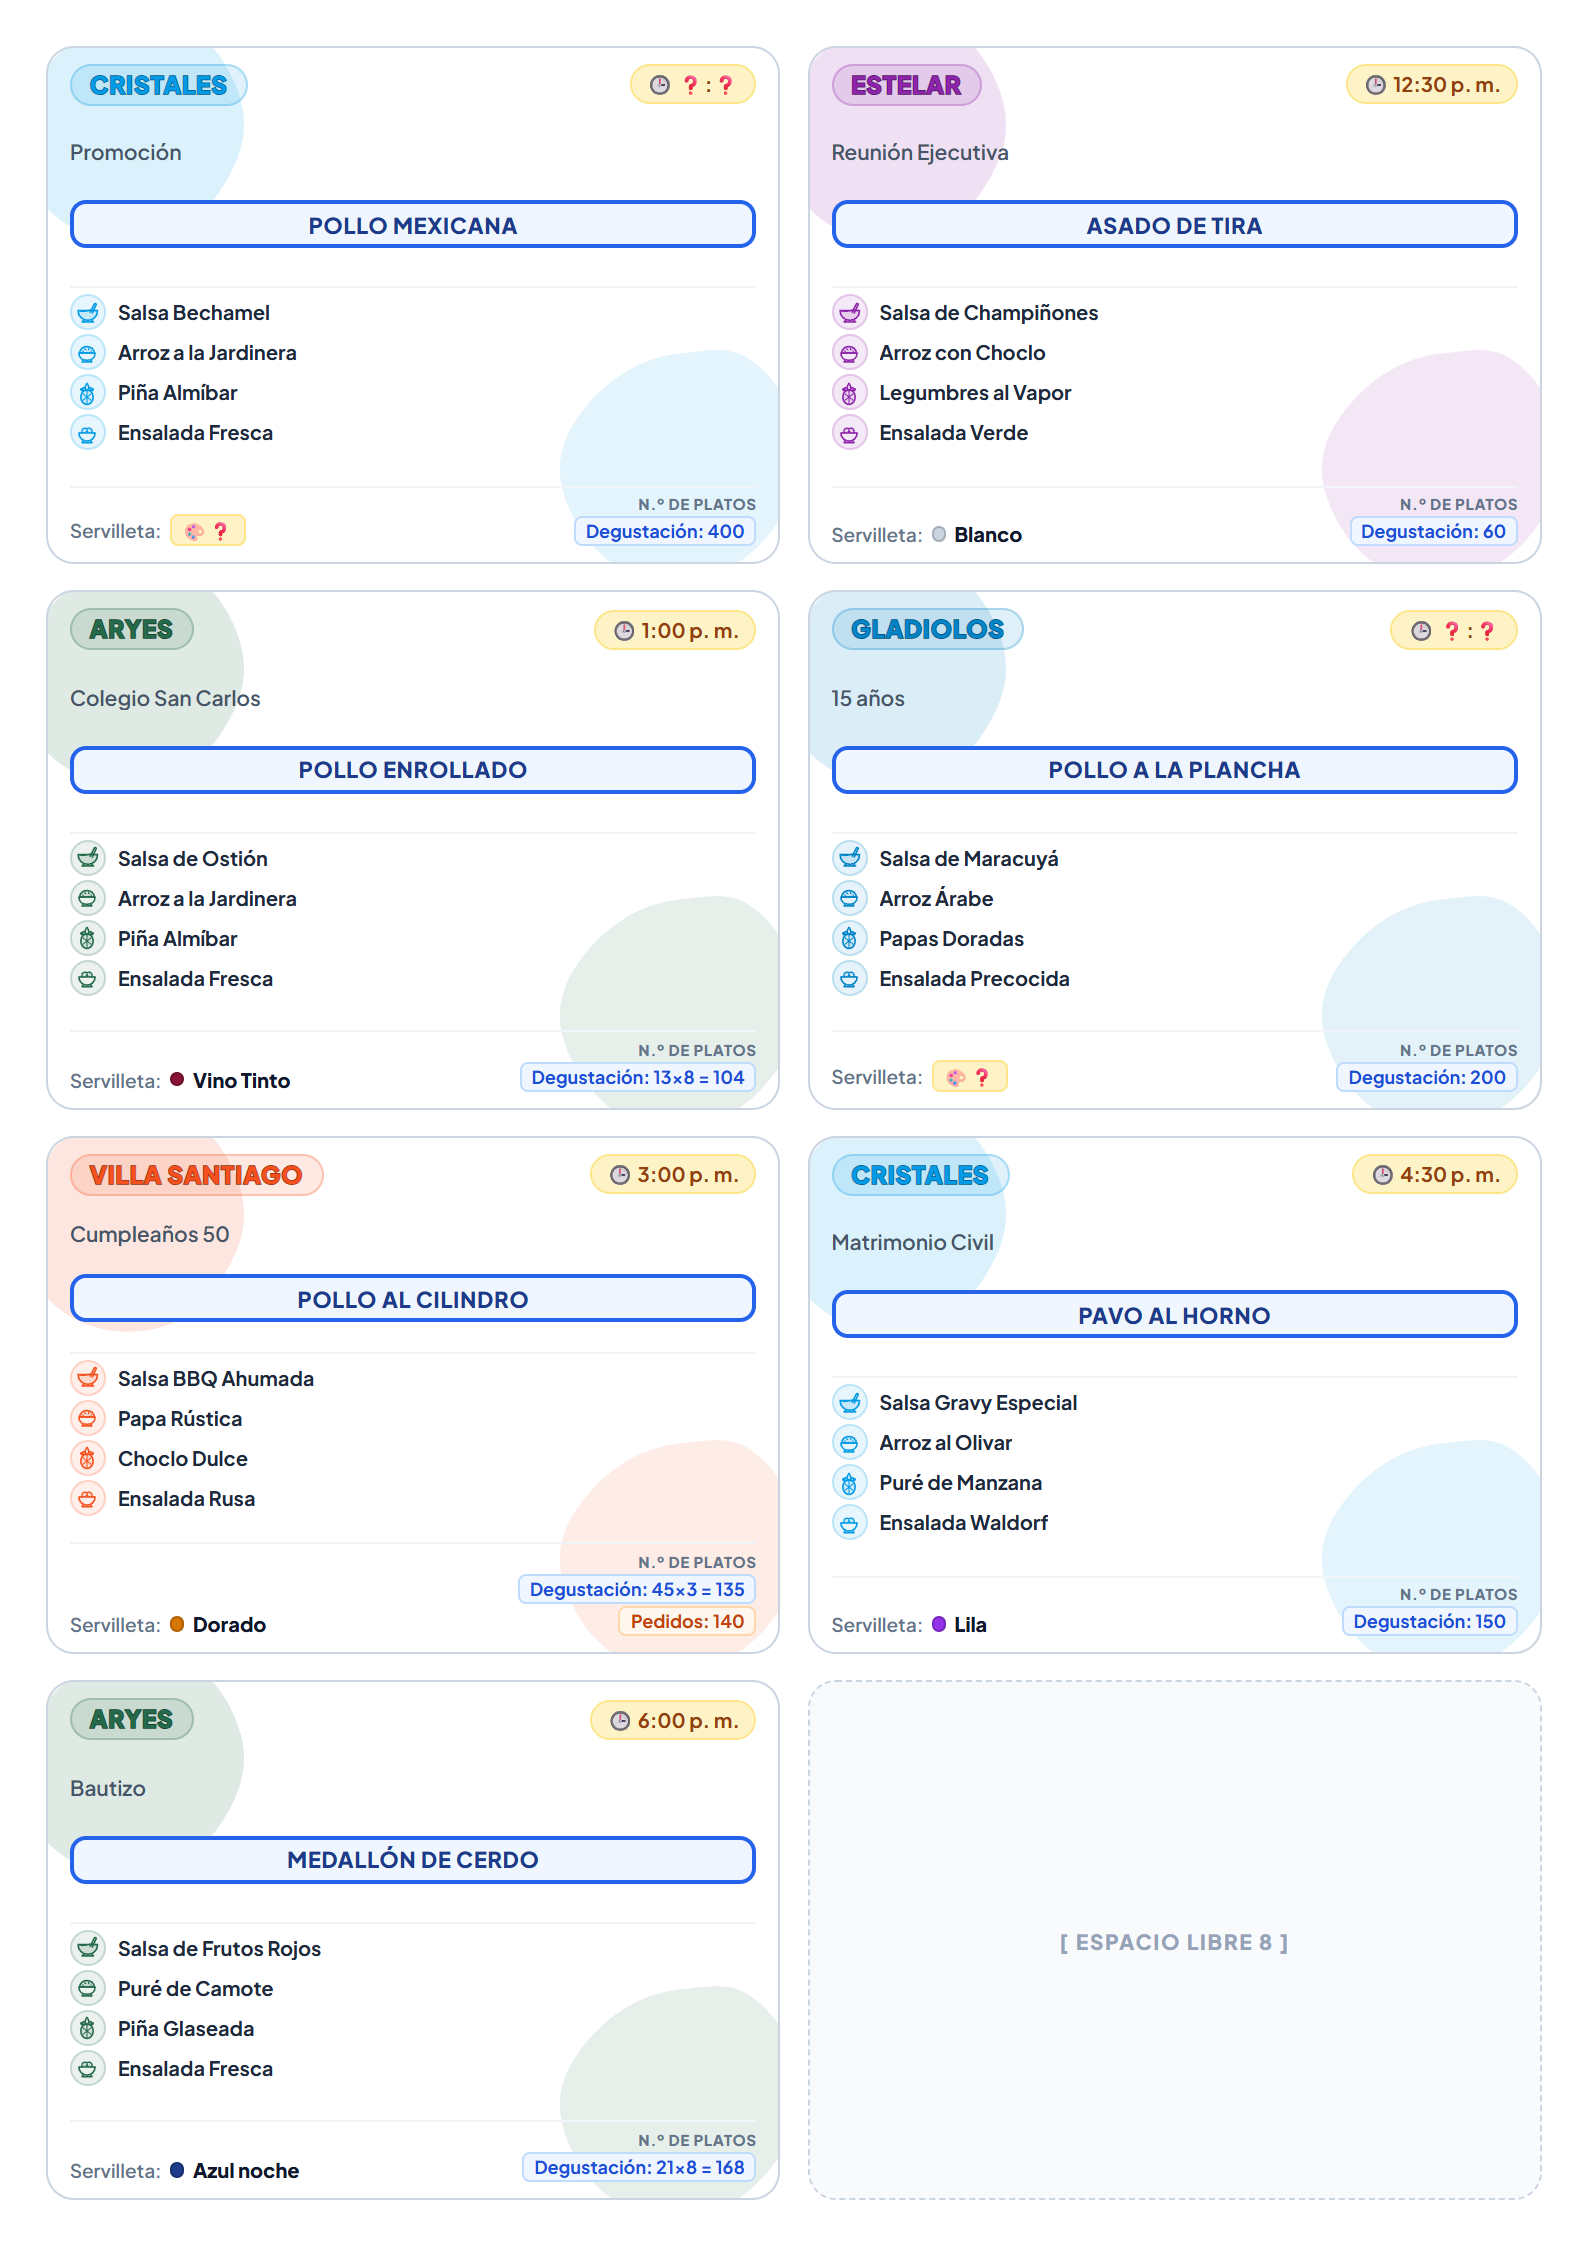 CRISTALES
🕒 ❓ : ❓
Promoción
POLLO MEXICANA
Salsa Bechamel
Arroz a la Jardinera
Piña Almíbar
Ensalada Fresca
N.º DE PLATOS
Servilleta: 🎨 ❓
Degustación: 400
ESTELAR
🕒 12:30 p. m.
Reunión Ejecutiva
ASADO DE TIRA
Salsa de Champiñones
Arroz con Choclo
Legumbres al Vapor
Ensalada Verde
N.º DE PLATOS
Servilleta: Blanco
Degustación: 60
ARYES
🕒 1:00 p. m.
Colegio San Carlos
POLLO ENROLLADO
Salsa de Ostión
Arroz a la Jardinera
Piña Almíbar
Ensalada Fresca
N.º DE PLATOS
Servilleta: Vino Tinto
Degustación: 13×8 = 104
GLADIOLOS
🕒 ❓ : ❓
15 años
POLLO A LA PLANCHA
Salsa de Maracuyá
Arroz Árabe
Papas Doradas
Ensalada Precocida
N.º DE PLATOS
Servilleta: 🎨 ❓
Degustación: 200
VILLA SANTIAGO
🕒 3:00 p. m.
Cumpleaños 50
POLLO AL CILINDRO
Salsa BBQ Ahumada
Papa Rústica
Choclo Dulce
Ensalada Rusa
N.º DE PLATOS
Degustación: 45×3 = 135
Servilleta: Dorado
Pedidos: 140
CRISTALES
🕒 4:30 p. m.
Matrimonio Civil
PAVO AL HORNO
Salsa Gravy Especial
Arroz al Olivar
Puré de Manzana
Ensalada Waldorf
N.º DE PLATOS
Servilleta: Lila
Degustación: 150
ARYES
🕒 6:00 p. m.
Bautizo
MEDALLÓN DE CERDO
Salsa de Frutos Rojos
Puré de Camote
Piña Glaseada
Ensalada Fresca
N.º DE PLATOS
Servilleta: Azul noche
Degustación: 21×8 = 168
[ ESPACIO LIBRE 8 ]